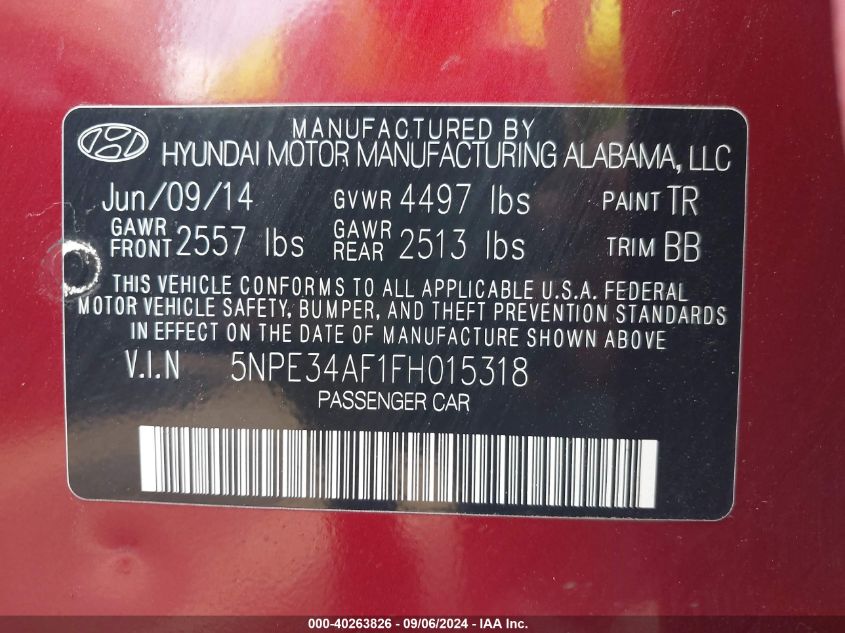 MANUFACTURED BY
HYUNDAI MOTOR MANUFACTURING ALABAMA, LLC
Jun/09/14 GVWR 4497 lbs PAINT TR
GAWR FRONT 2557 lbs GAWR REAR 2513 lbs TRIM BB
THIS VEHICLE CONFORMS TO ALL APPLICABLE U.S.A. FEDERAL
MOTOR VEHICLE SAFETY, BUMPER, AND THEFT PREVENTION STANDARDS
IN EFFECT ON THE DATE OF MANUFACTURE SHOWN ABOVE
V.I.N 5NPE34AF1FH015318
PASSENGER CAR
000-40263826 - 09/06/2024 - IAA Inc.